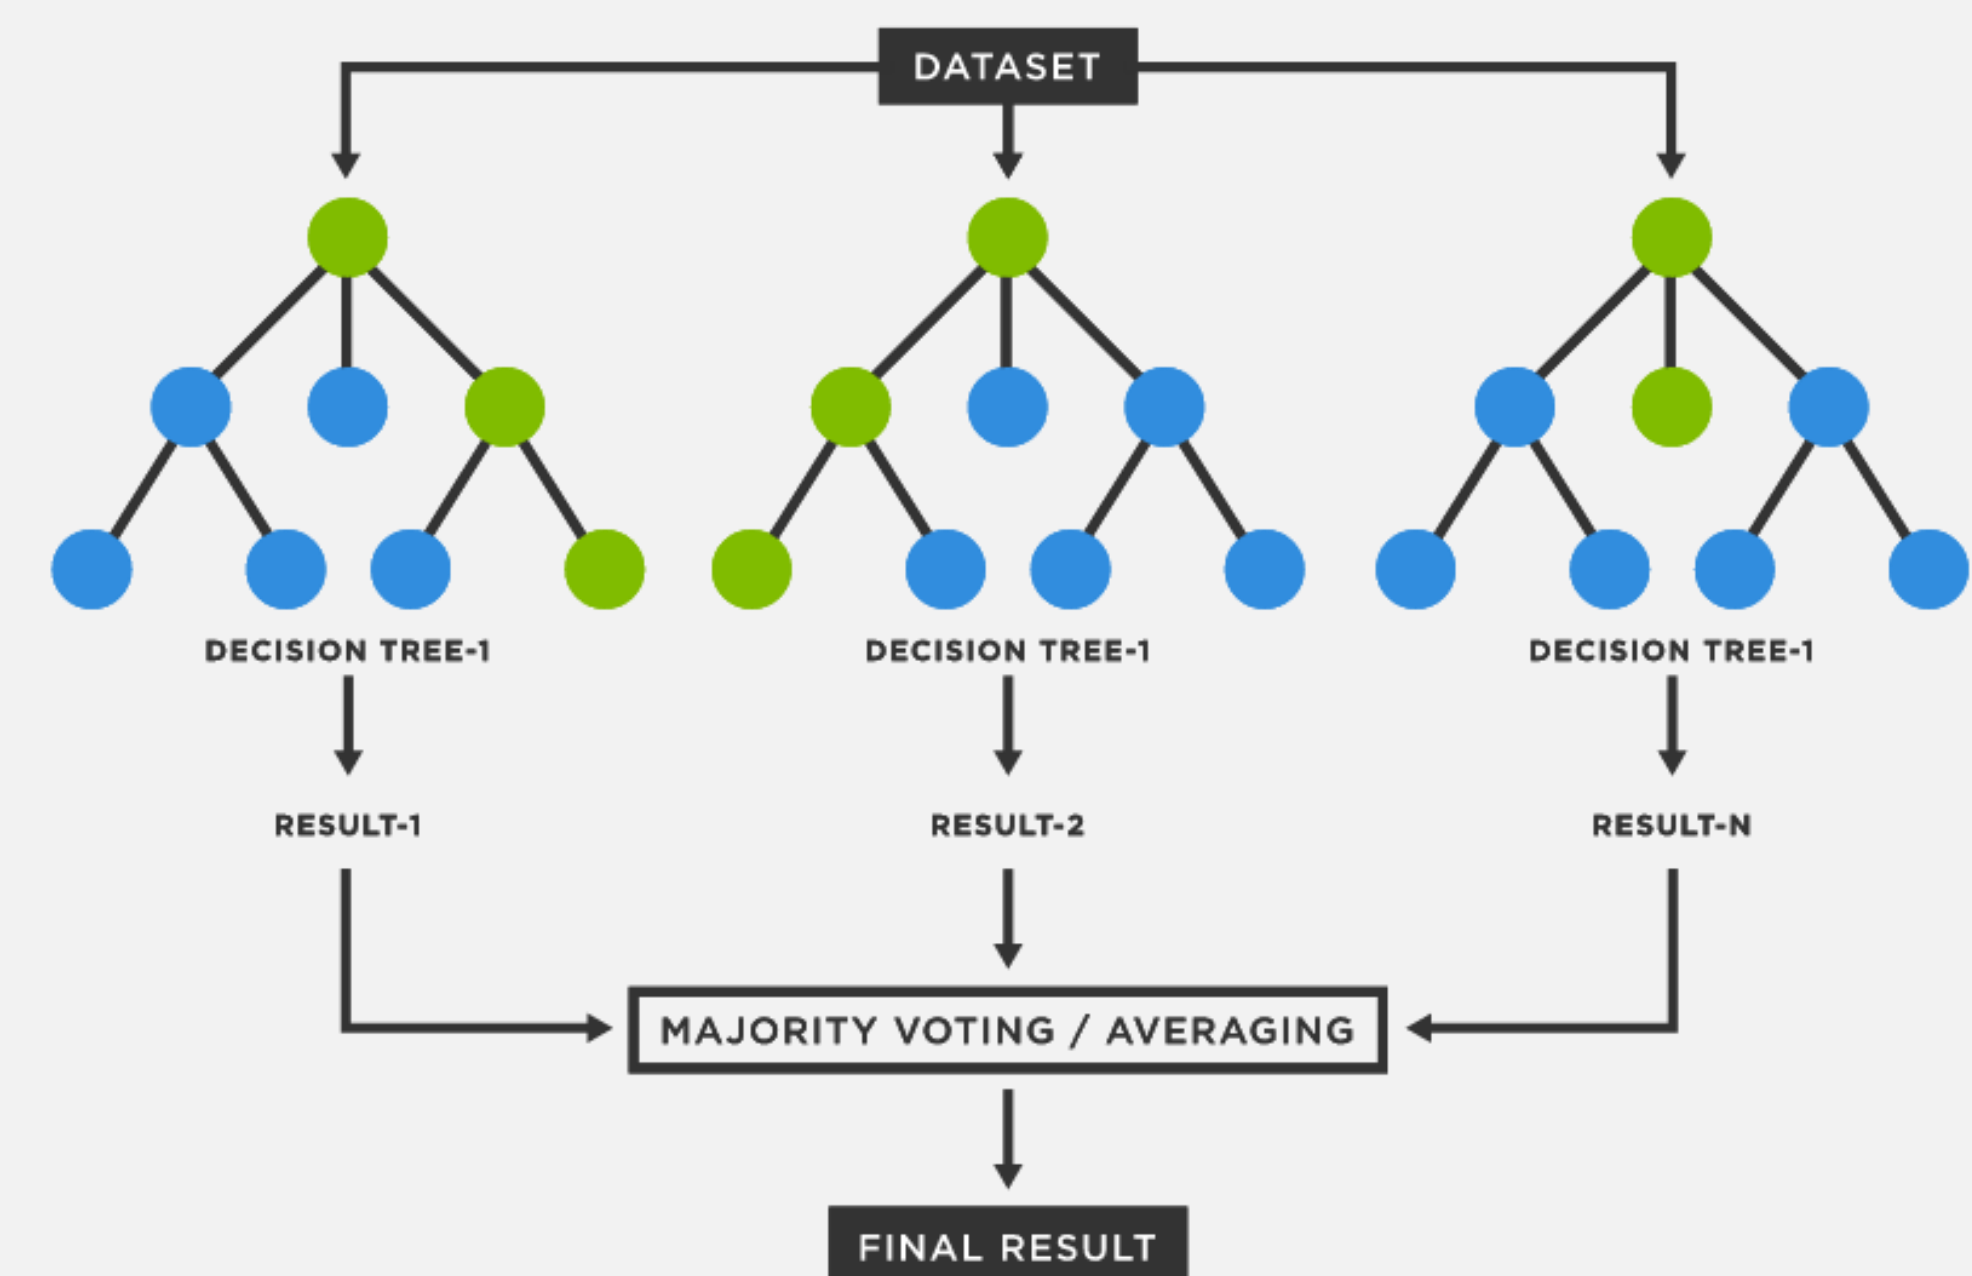 DATASET
DECISION TREE-1
DECISION TREE-1
DECISION TREE-1
RESULT-1
RESULT-2
RESULT-N
MAJORITY VOTING / AVERAGING
FINAL RESULT